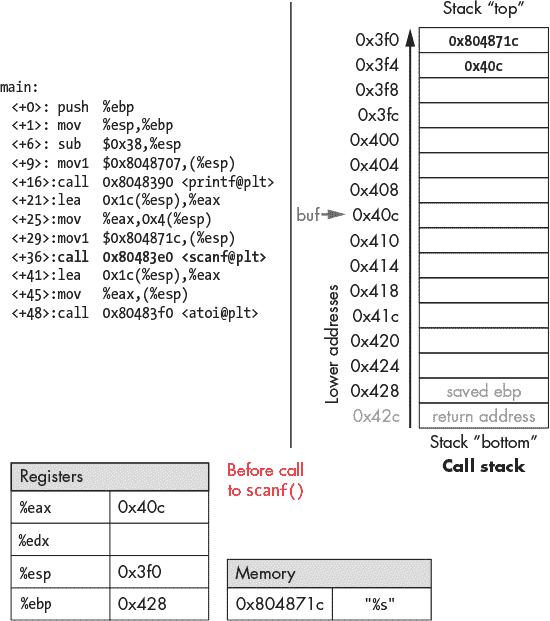 Stack “top”
main:
<+0>: push %ebp
<+1>: mov %esp,%ebp
<+6>: sub $0x38,%esp
<+9>: movl $0x8048707,(%esp)
<+16>:call 0x8048390 <printf@plt>
<+21>:lea 0x1c(%esp),%eax
<+25>:mov %eax,0x4(%esp)
<+29>:movl $0x804871c,(%esp)
<+36>:call 0x80483e0 <scanf@plt>
<+41>:lea 0x1c(%esp),%eax
<+45>:mov %eax,(%esp)
<+48>:call 0x80483f0 <atoi@plt>
Lower addresses
0x3f0 0x804871c
0x3f4 0x40c
0x3f8
0x3fc
0x400
0x404
0x408
buf 0x40c
0x410
0x414
0x418
0x41c
0x420
0x424
0x428 saved ebp
0x42c return address
Stack “bottom”
Call stack
Registers
%eax 0x40c
%edx
%esp 0x3f0
%ebp 0x428
Before call
to scanf()
Memory
0x804871c "%s"